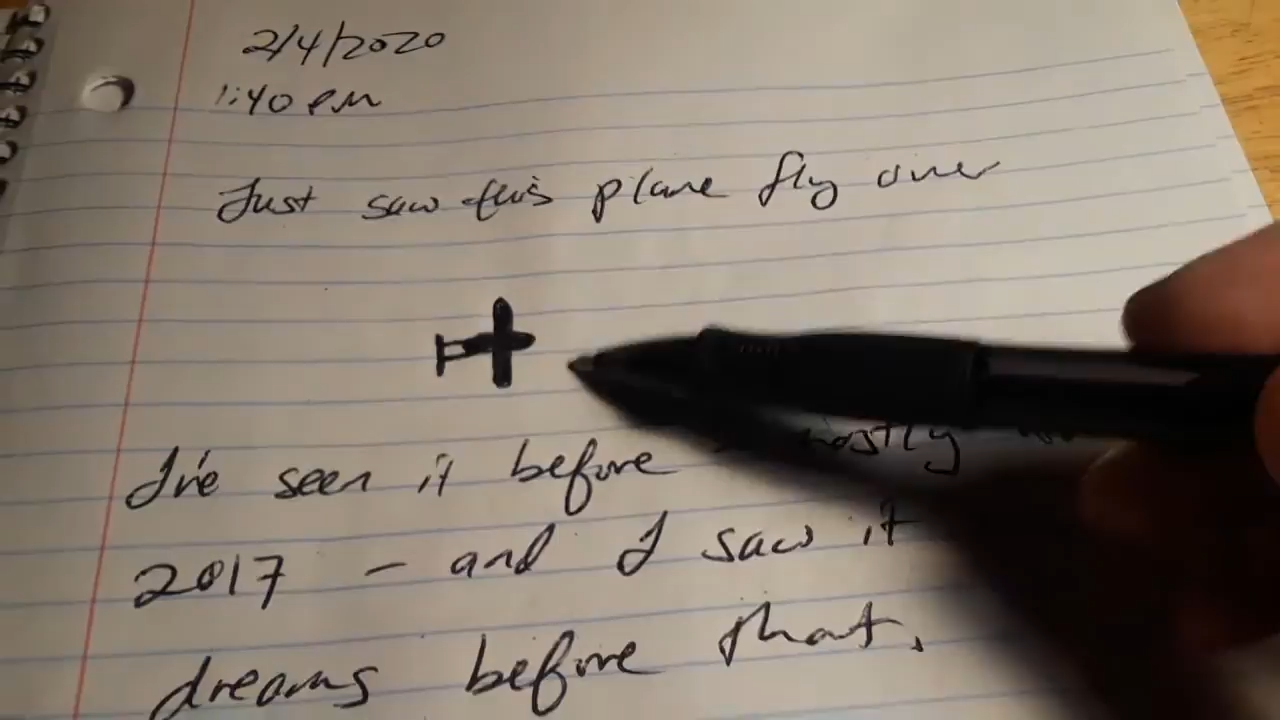 2/4/2020
1:40 PM
Just saw this plane fly over
I've seen it before mostly
2017 - and I saw it
dreams before that.